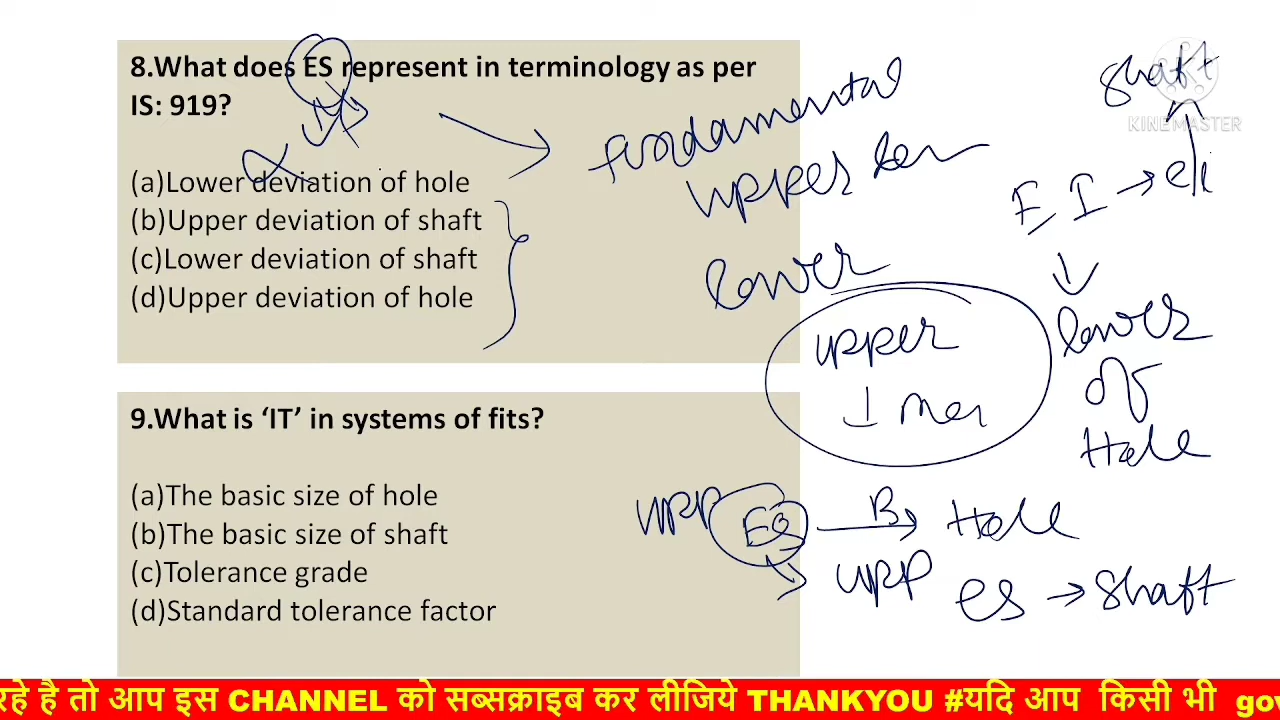 8.What does ES represent in terminology as per
IS: 919?
(a)Lower deviation of hole
(b)Upper deviation of shaft
(c)Lower deviation of shaft
(d)Upper deviation of hole
9.What is ‘IT’ in systems of fits?
(a)The basic size of hole
(b)The basic size of shaft
(c)Tolerance grade
(d)Standard tolerance factor
fundamental
upper
lower
upper
shaft
KINEMASTER
E I → ei
lower
of
Hole
UPP ES B → Hole
UPP es → shaft
रहे है तो आप इस CHANNEL को सब्सक्राइब कर लीजिये THANKYOU #यदि आप किसी भी gov